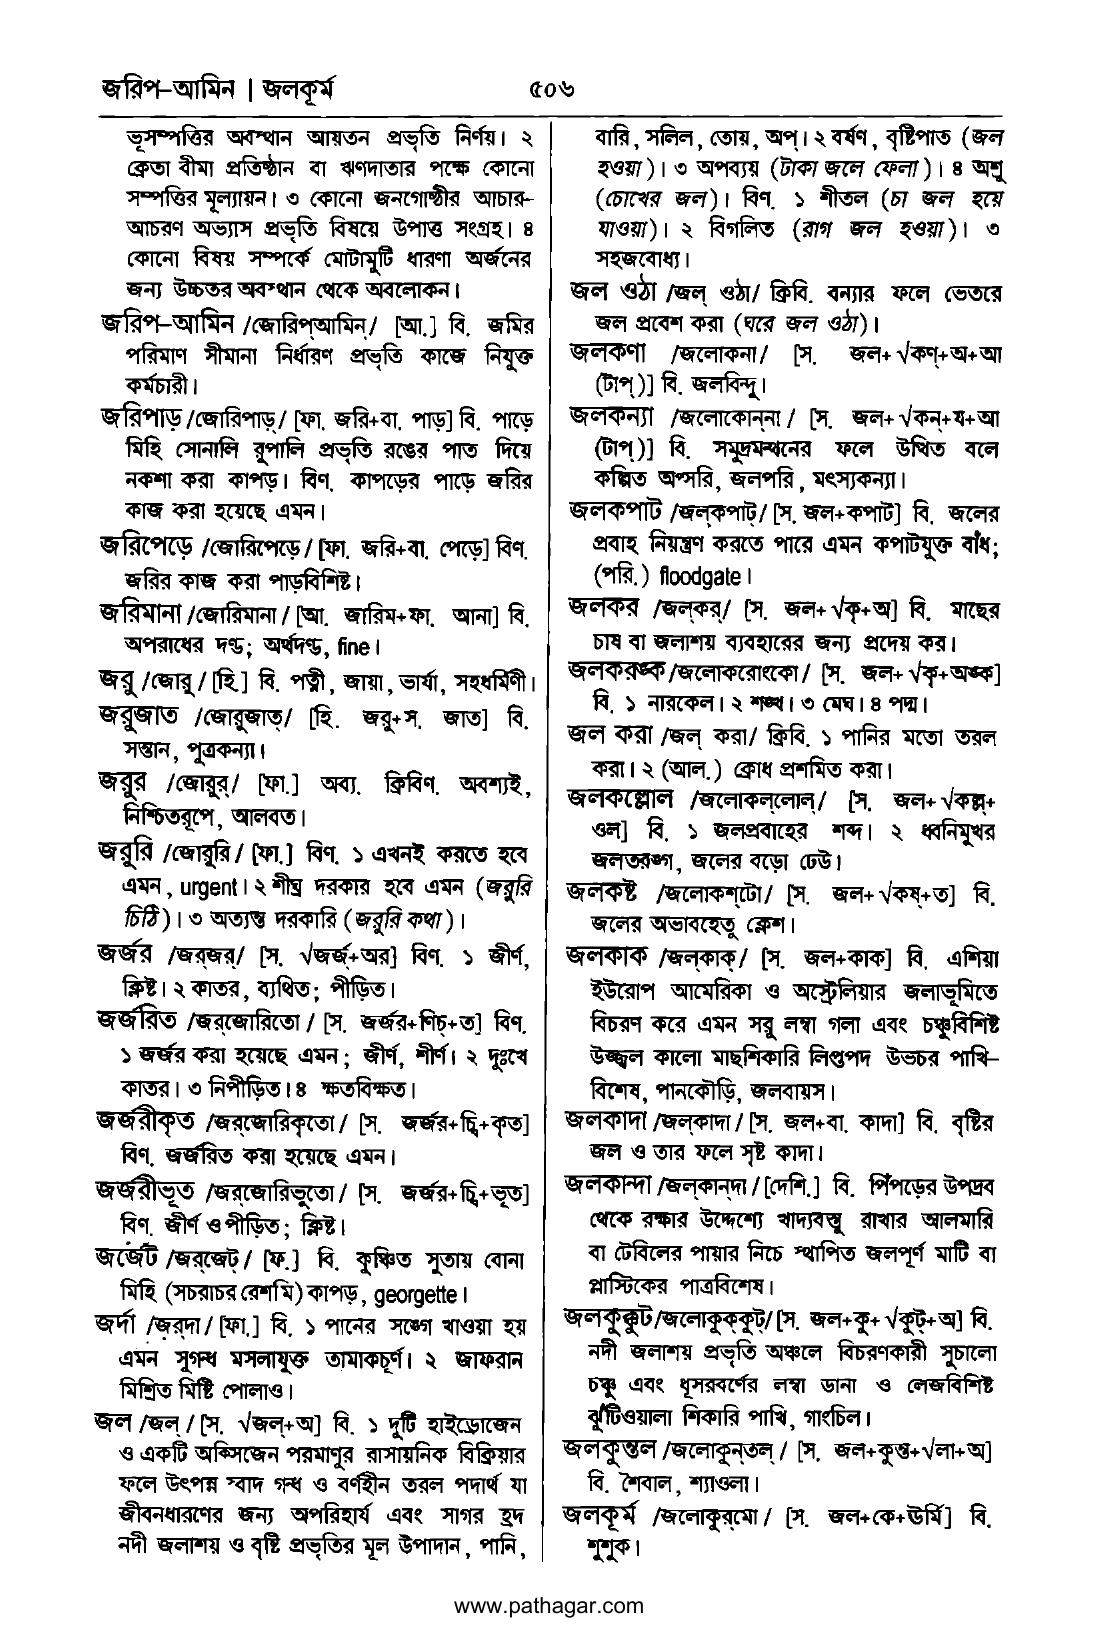 জরিপ-আমিন | জলকূর্ম
৫০৬
ভূসম্পত্তির অবস্থান আয়তন প্রভৃতি নির্ণয়। ২
ক্রেতা বীমা প্রতিষ্ঠান বা ঋণদাতার পক্ষে কোনো
সম্পত্তির মূল্যায়ন। ৩ কোনো জনগোষ্ঠীর আচার-
আচরণ অভ্যাস প্রভৃতি বিষয়ে উপাত্ত সংগ্রহ। ৪
কোনো বিষয় সম্পর্কে মোটামুটি ধারণা অর্জনের
জন্য উচ্চতর অবস্থান থেকে অবলোকন।
জরিপ-আমিন /জোরিপ্আমিন্/ [আ.] বি. জমির
পরিমাণ সীমানা নির্ধারণ প্রভৃতি কাজে নিযুক্ত
কর্মচারী।
জরিপাড় /জোরিপাড়্/ [ফা. জরি+বা. পাড়] বি. পাড়ে
মিহি সোনালি রুপালি প্রভৃতি রঙের পাত দিয়ে
নকশা করা কাপড়। বিণ. কাপড়ের পাড়ে জরির
কাজ করা হয়েছে এমন।
জরিপেড়ে /জোরিপেড়ে/ [ফা. জরি+বা. পেড়ে] বিণ.
জরির কাজ করা পাড়বিশিষ্ট।
জরিমানা /জোরিমানা/ [আ. জারিম+ফা. আনা] বি.
অপরাধের দণ্ড; অর্থদণ্ড, fine।
জরু /জোরু/ [হি.] বি. পত্নী, জায়া, ভার্যা, সহধর্মিণী।
জরুজাত /জোরুজাত্/ [হি. জরু+স. জাত] বি.
সন্তান, পুত্রকন্যা।
জরুর /জোরুর্/ [ফা.] অব্য. ক্রিবিণ. অবশ্যই,
নিশ্চিতরূপে, আলবত।
জরুরি /জোরুরি/ [ফা.] বিণ. ১ এখনই করতে হবে
এমন, urgent। ২ শীঘ্র দরকার হবে এমন (জরুরি
চিঠি)। ৩ অত্যন্ত দরকারি (জরুরি কথা)।
জর্জর /জর্‌জর্/ [স. √জর্জ্+অর] বিণ. ১ জীর্ণ,
ক্লিষ্ট। ২ কাতর, ব্যথিত; পীড়িত।
জর্জরিত /জর্‌জোরিতো/ [স. জর্জর+ণিচ্+ত] বিণ.
১ জর্জর করা হয়েছে এমন; জীর্ণ, শীর্ণ। ২ দুঃখে
কাতর। ৩ নিপীড়িত। ৪ ক্ষতবিক্ষত।
জর্জরীকৃত /জর্‌জোরিকৃতো/ [স. জর্জর+চ্বি+কৃত]
বিণ. জর্জরিত করা হয়েছে এমন।
জর্জরীভূত /জর্‌জোরিভুতো/ [স. জর্জর+চ্বি+ভূত]
বিণ. জীর্ণ ও পীড়িত; ক্লিষ্ট।
জর্জেট /জর্‌জেট্/ [ফ.] বি. কুঞ্চিত সুতায় বোনা
মিহি (সচরাচর রেশমি) কাপড়, georgette।
জর্দা /জ্‌র্দা/ [ফা.] বি. ১ পানের সঙ্গে খাওয়া হয়
এমন সুগন্ধ মসলাযুক্ত তামাকচূর্ণ। ২ জাফরান
মিশ্রিত মিষ্টি পোলাও।
জল /জল্/ [স. √জল্+অ] বি. ১ দুটি হাইড্রোজেন
ও একটি অক্সিজেন পরমাণুর রাসায়নিক বিক্রিয়ার
ফলে উৎপন্ন স্বাদ গন্ধ ও বর্ণহীন তরল পদার্থ যা
জীবনধারণের জন্য অপরিহার্য এবং সাগর হ্রদ
নদী জলাশয় ও বৃষ্টি প্রভৃতির মূল উপাদান, পানি,
বারি, সলিল, তোয়, অপ্। ২ বর্ষণ, বৃষ্টিপাত (জল
হওয়া)। ৩ অপব্যয় (টাকা জলে ফেলা)। ৪ অশ্রু
(চোখের জল)। বিণ. ১ শীতল (চা জল হয়ে
যাওয়া)। ২ বিগলিত (রাগ জল হওয়া)। ৩
সহজবোধ্য।
জল ওঠা /জল্ ওঠা/ ক্রিবি. বন্যার ফলে ভেতরে
জল প্রবেশ করা (ঘরে জল ওঠা)।
জলকণা /জলোকনা/ [স. জল+√কণ্+অ+আ
(টাপ্)] বি. জলবিন্দু।
জলকন্যা /জলোকোন্‌না/ [স. জল+√কন্+য+আ
(টাপ্)] বি. সমুদ্রমন্থনের ফলে উত্থিত বলে
কল্পিত অপ্সরি, জলপরি, মৎস্যকন্যা।
জলকপাট /জল্‌কপাট্/ [স. জল+কপাট] বি. জলের
প্রবাহ নিয়ন্ত্রণ করতে পারে এমন কপাটযুক্ত বাঁধ;
(পরি.) floodgate।
জলকর /জল্‌কর্/ [স. জল+√কৃ+অ] বি. মাছের
চাষ বা জলাশয় ব্যবহারের জন্য প্রদেয় কর।
জলকরঙ্ক /জলোকরোংকো/ [স. জল+√কৃ+অঙ্ক]
বি. ১ নারকেল। ২ শঙ্খ। ৩ মেঘ। ৪ পদ্ম।
জল করা /জল্ করা/ ক্রিবি. ১ পানির মতো তরল
করা। ২ (আল.) ক্রোধ প্রশমিত করা।
জলকল্লোল /জলোকল্‌লোল্/ [স. জল+√কল্ল্+
ওল] বি. ১ জলপ্রবাহের শব্দ। ২ ধ্বনিমুখর
জলতরঙ্গ, জলের বড়ো ঢেউ।
জলকষ্ট /জলোকশ্‌টো/ [স. জল+√কষ্+ত] বি.
জলের অভাবহেতু ক্লেশ।
জলকাক /জল্‌কাক্/ [স. জল+কাক] বি. এশিয়া
ইউরোপ আমেরিকা ও অস্ট্রেলিয়ার জলাভূমিতে
বিচরণ করে এমন সরু লম্বা গলা এবং চঞ্চুবিশিষ্ট
উজ্জ্বল কালো মাছশিকারি লিপ্তপদ উভচর পাখি-
বিশেষ, পানকৌড়ি, জলবায়স।
জলকাদা /জল্‌কাদা/ [স. জল+বা. কাদা] বি. বৃষ্টির
জল ও তার ফলে সৃষ্ট কাদা।
জলকান্দা /জল্‌কান্‌দা/ [দেশি.] বি. পিঁপড়ের উপদ্রব
থেকে রক্ষার উদ্দেশ্যে খাদ্যবস্তু রাখার আলমারি
বা টেবিলের পায়ার নিচে স্থাপিত জলপূর্ণ মাটি বা
প্লাস্টিকের পাত্রবিশেষ।
জলকুক্কুট /জলোকুক্‌কুট্/ [স. জল+কু+√কুট্+অ] বি.
নদী জলাশয় প্রভৃতি অঞ্চলে বিচরণকারী সুচালো
চঞ্চু এবং ধূসরবর্ণের লম্বা ডানা ও লেজবিশিষ্ট
ঝুঁটিওয়ালা শিকারি পাখি, গাংচিল।
জলকুন্তল /জলোকুন্‌তল্/ [স. জল+কুন্ত+√লা+অ]
বি. শৈবাল, শ্যাওলা।
জলকূর্ম /জলোকুর্‌মো/ [স. জল+কে+ঊর্মি] বি.
শুশুক।
www.pathagar.com